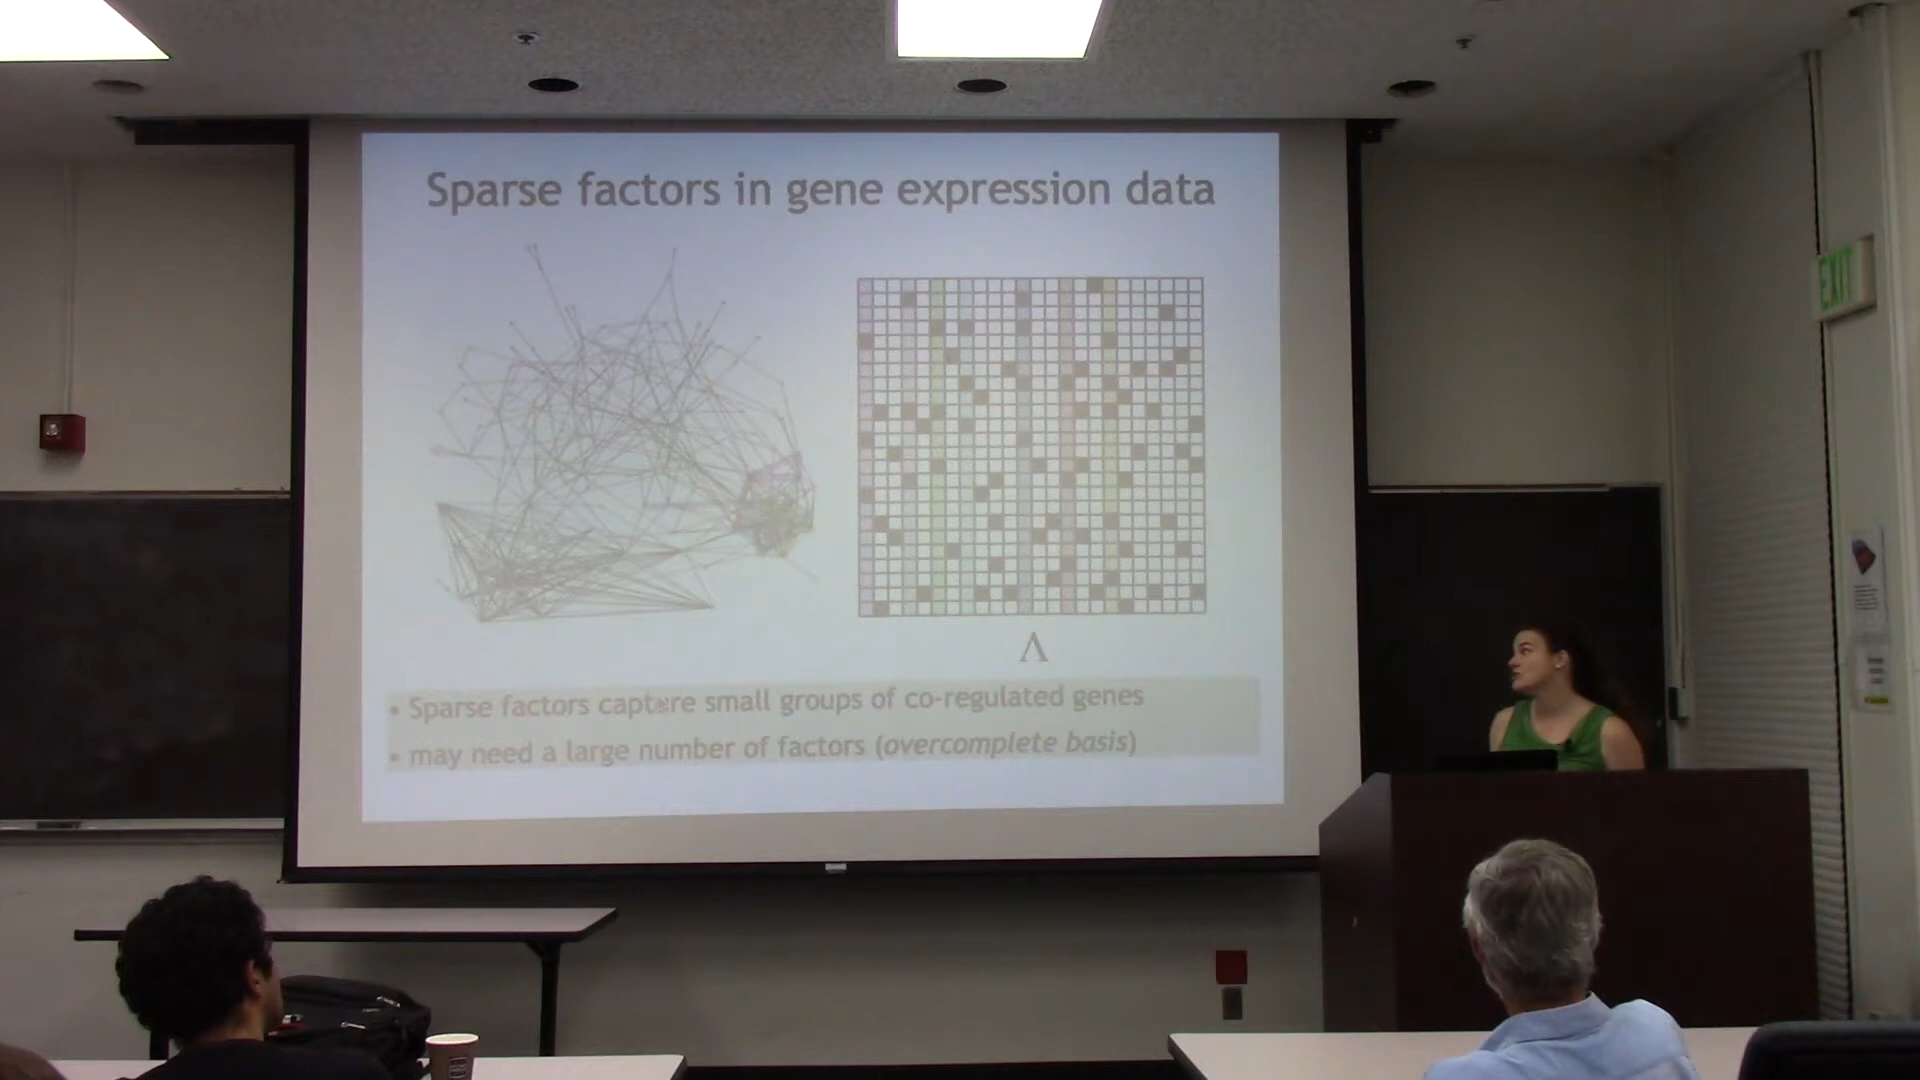 Sparse factors in gene expression data
Λ
• Sparse factors capture small groups of co-regulated genes
• may need a large number of factors (overcomplete basis)
EXIT